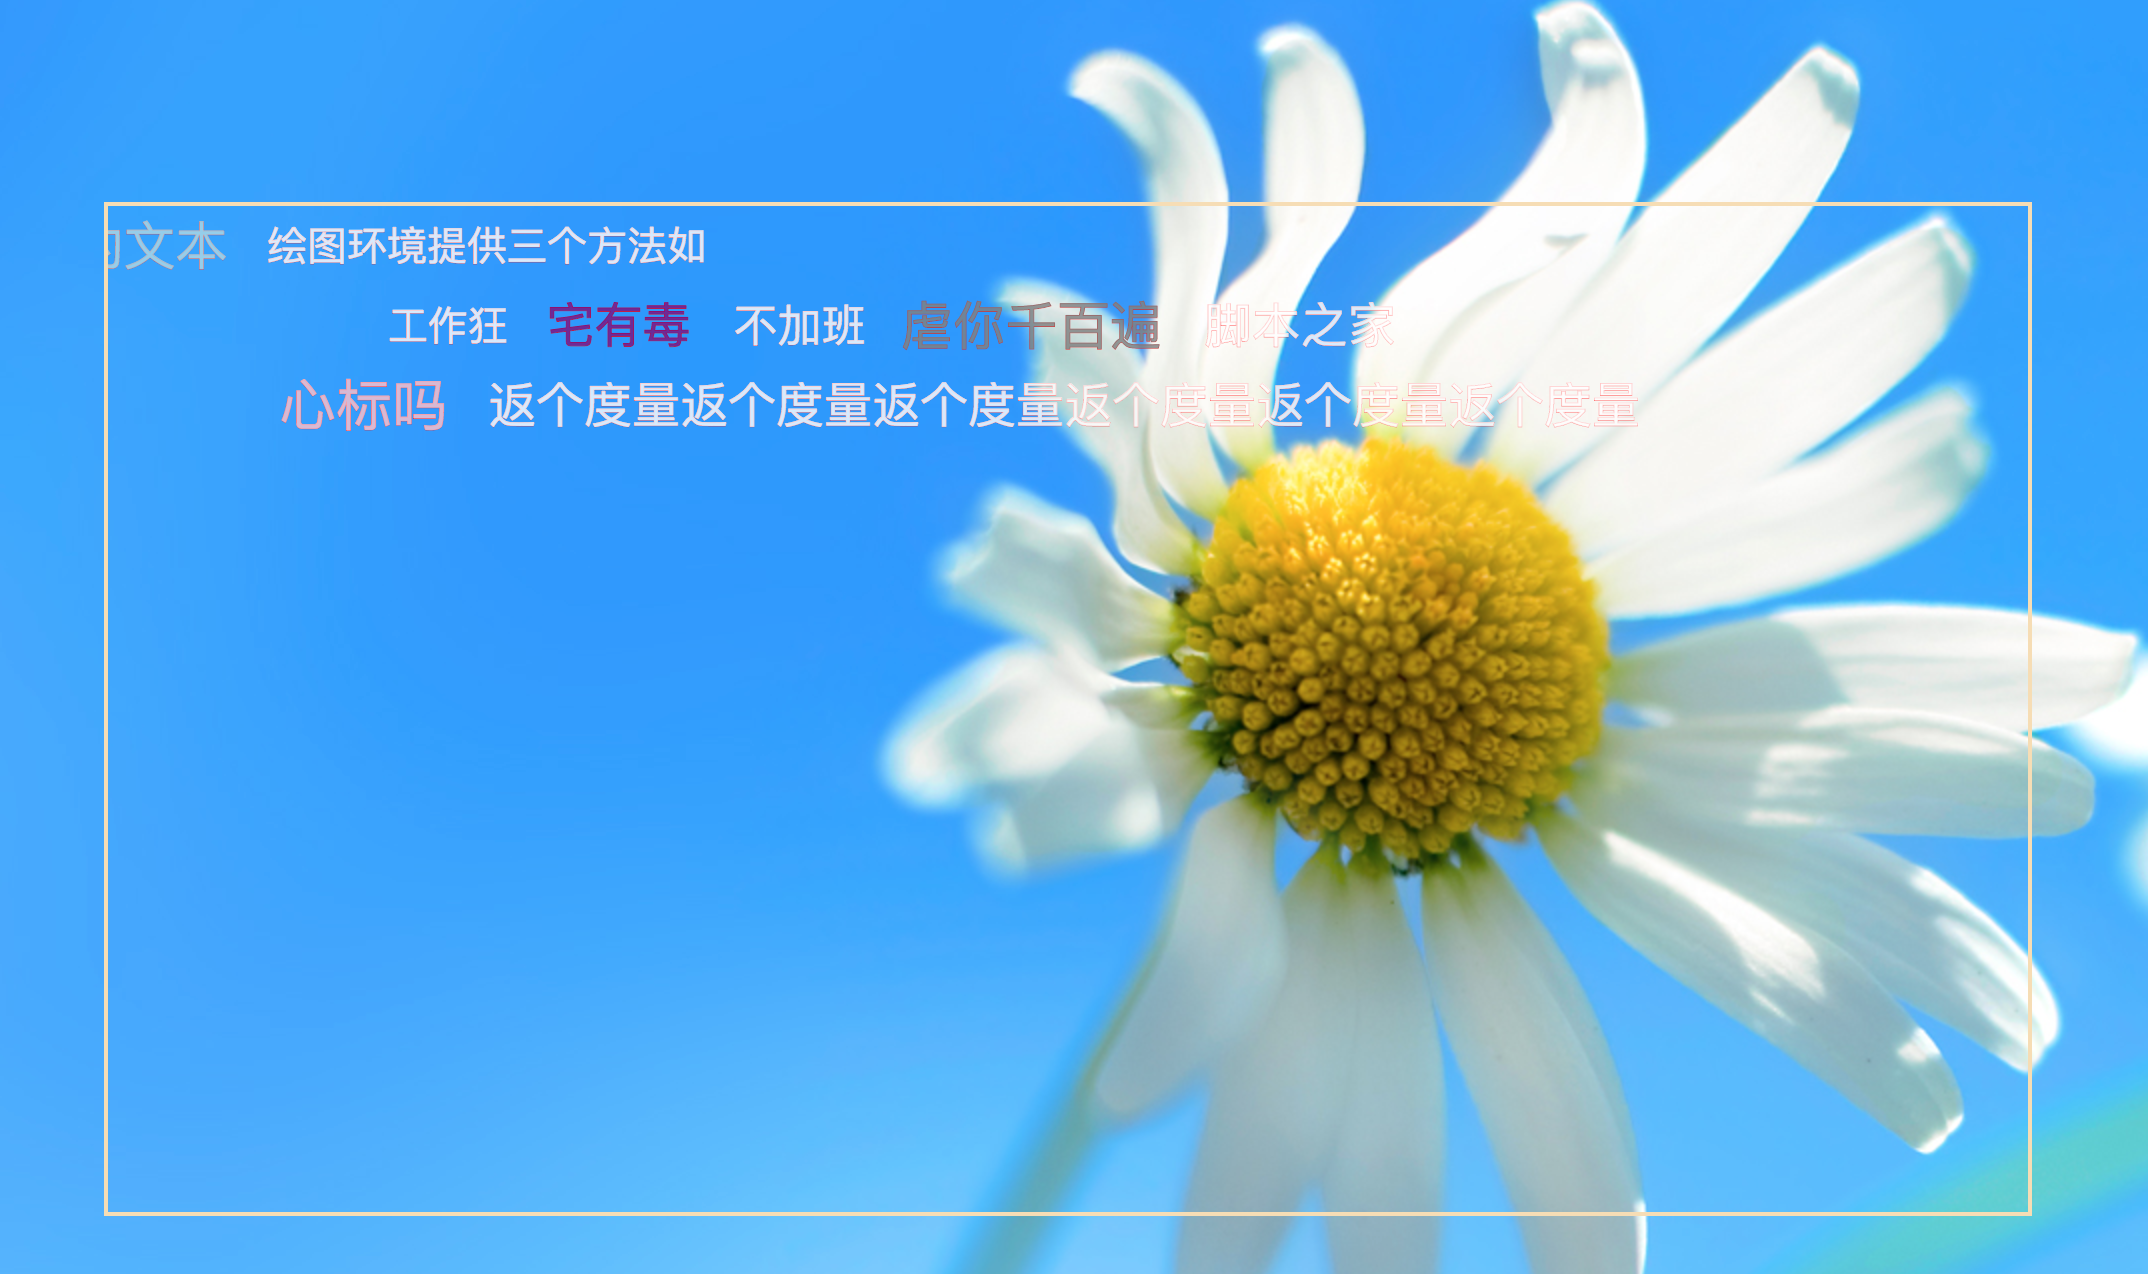 文本 绘图环境提供三个方法如
工作狂 宅有毒 不加班 虐你千百遍 脚本之家
心标吗 返个度量返个度量返个度量返个度量返个度量返个度量